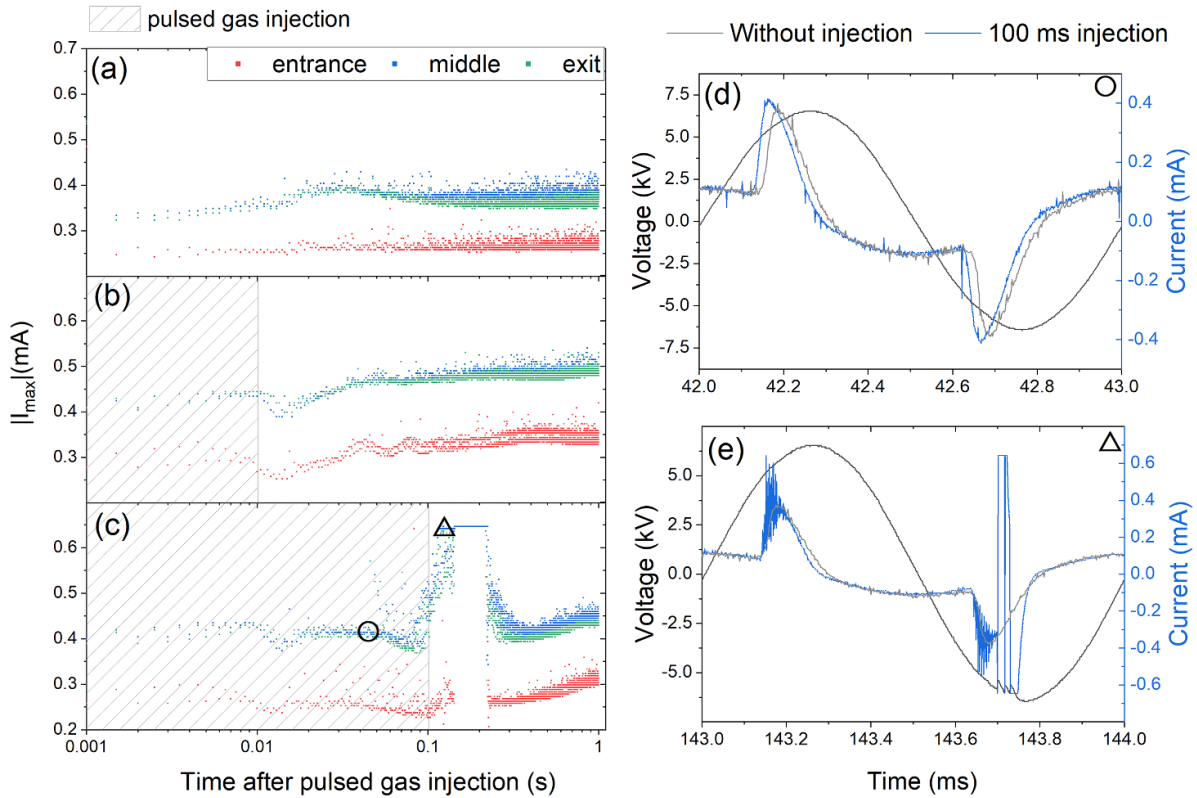 pulsed gas injection
entrance middle exit
(a)
0.7
0.6
0.5
0.4
0.3
(b)
0.6
0.5
0.4
0.3
|Imax|(mA)
(c)
0.6
0.5
0.4
0.3
0.2
0.001 0.01 0.1 1
Time after pulsed gas injection (s)
Without injection 100 ms injection
(d)
7.5
5.0
2.5
0.0
-2.5
-5.0
-7.5
Voltage (kV)
0.4
0.2
0.0
-0.2
-0.4
Current (mA)
42.0 42.2 42.4 42.6 42.8 43.0
(e)
5.0
2.5
0.0
-2.5
-5.0
Voltage (kV)
0.6
0.4
0.2
0.0
-0.2
-0.4
-0.6
Current (mA)
143.0 143.2 143.4 143.6 143.8 144.0
Time (ms)